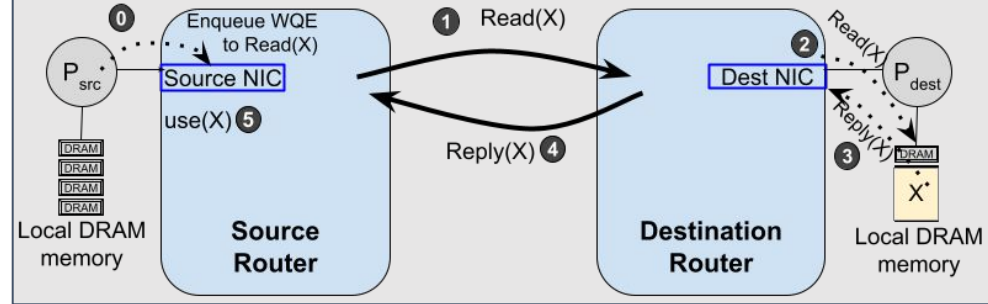 0
Enqueue WQE
to Read(X)
1
Read(X)
2
Read(X)
P src
Source NIC
Dest NIC
P dest
use(X) 5
Reply(X) 4
Reply(X)
3
DRAM
DRAM
DRAM
DRAM
DRAM
X
Local DRAM
memory
Source
Router
Destination
Router
Local DRAM
memory